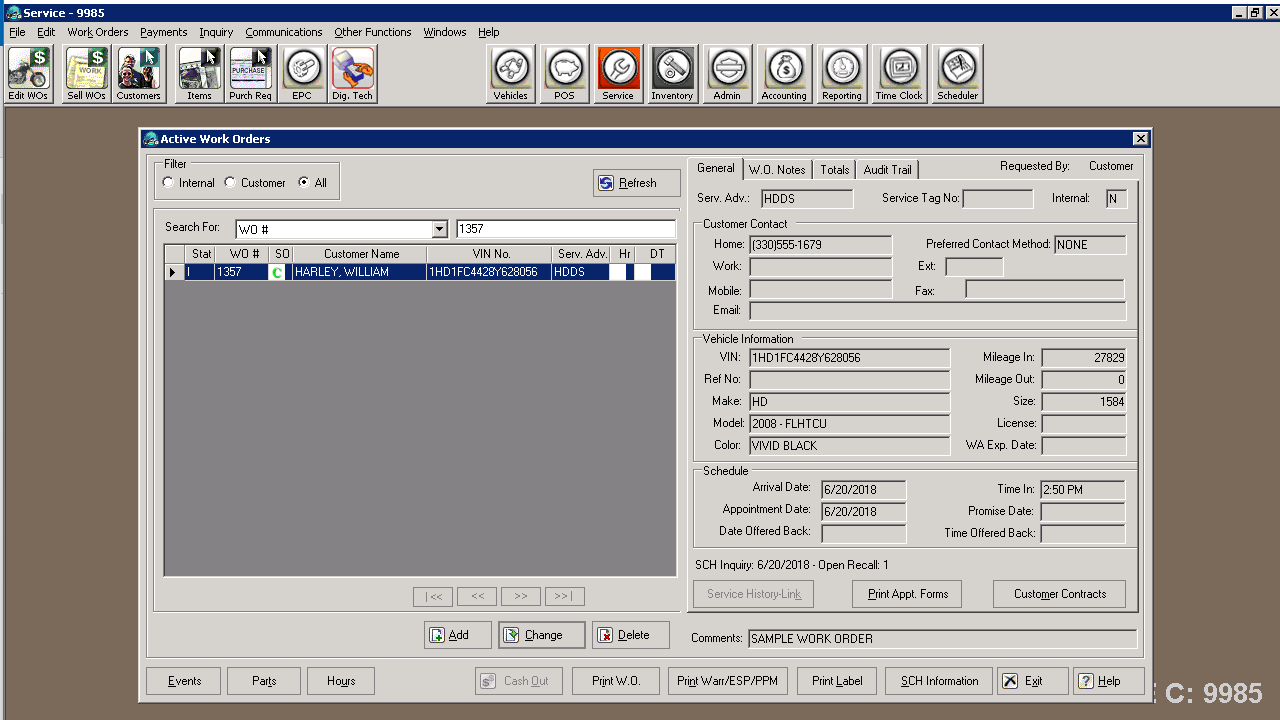 Service - 9985
File Edit Work Orders Payments Inquiry Communications Other Functions Windows Help
Edit WOs Sell WOs Customers Items Purch Req EPC Dig. Tech Vehicles POS Service Inventory Admin Accounting Reporting Time Clock Scheduler
WORK PURCHASE
Active Work Orders
Filter
Internal Customer All
Refresh
Search For: WO # 1357
Stat WO # SO Customer Name VIN No. Serv. Adv. Hr DT
I 1357 C HARLEY, WILLIAM 1HD1FC4428Y628056 HDDS
|<< << >> >>|
Add Change Delete
General W.O. Notes Totals Audit Trail Requested By: Customer
Serv. Adv.: HDDS Service Tag No: Internal: N
Customer Contact
Home: (330)555-1679 Preferred Contact Method: NONE
Work: Ext:
Mobile: Fax:
Email:
Vehicle Information
VIN: 1HD1FC4428Y628056 Mileage In: 27829
Ref No: Mileage Out: 0
Make: HD Size: 1584
Model: 2008 - FLHTCU License:
Color: VIVID BLACK WA Exp. Date:
Schedule
Arrival Date: 6/20/2018 Time In: 2:50 PM
Appointment Date: 6/20/2018 Promise Date:
Date Offered Back: Time Offered Back:
SCH Inquiry: 6/20/2018 - Open Recall: 1
Service History-Link Print Appt. Forms Customer Contracts
Comments: SAMPLE WORK ORDER
Events Parts Hours Cash Out Print W.O. Print Warr/ESP/PPM Print Label SCH Information Exit Help
C: 9985